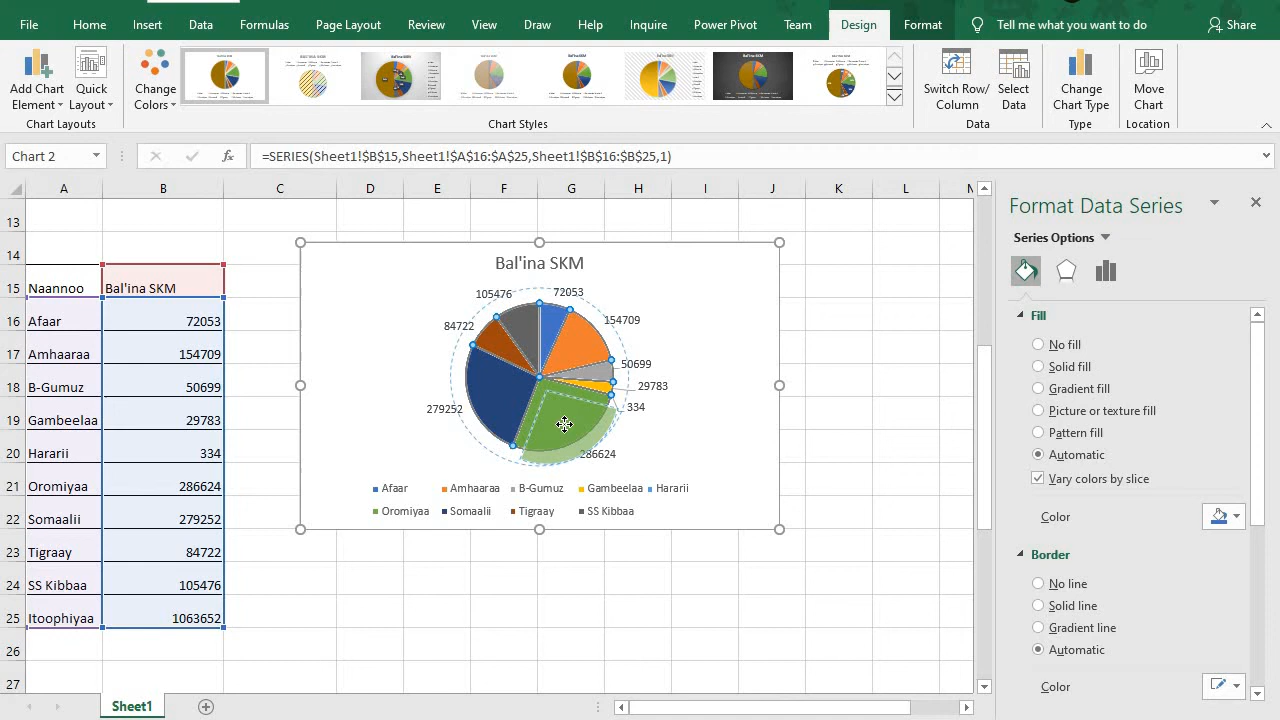 File Home Insert Data Formulas Page Layout Review View Draw Help Inquire Power Pivot Team Design Format Tell me what you want to do Share
Add Chart Element
Quick Layout
Change Colors
Switch Row/ Column
Select Data
Change Chart Type
Move Chart
Chart Layouts Chart Styles Data Type Location
Chart 2 fx =SERIES(Sheet1!$B$15,Sheet1!$A$16:$A$25,Sheet1!$B$16:$B$25,1)
A B C D E F G H I J K L
13
14
15 Naannoo Bal'ina SKM
16 Afaar 72053
17 Amhaaraa 154709
18 B-Gumuz 50699
19 Gambeelaa 29783
20 Hararii 334
21 Oromiyaa 286624
22 Somaalii 279252
23 Tigraay 84722
24 SS Kibbaa 105476
25 Itoophiyaa 1063652
26
27
Bal'ina SKM
105476 72053
84722 154709
50699
29783
279252 334
286624
Afaar Amhaaraa B-Gumuz Gambeelaa Hararii
Oromiyaa Somaalii Tigraay SS Kibbaa
Format Data Series
Series Options
Fill
No fill
Solid fill
Gradient fill
Picture or texture fill
Pattern fill
Automatic
Vary colors by slice
Color
Border
No line
Solid line
Gradient line
Automatic
Color
Sheet1